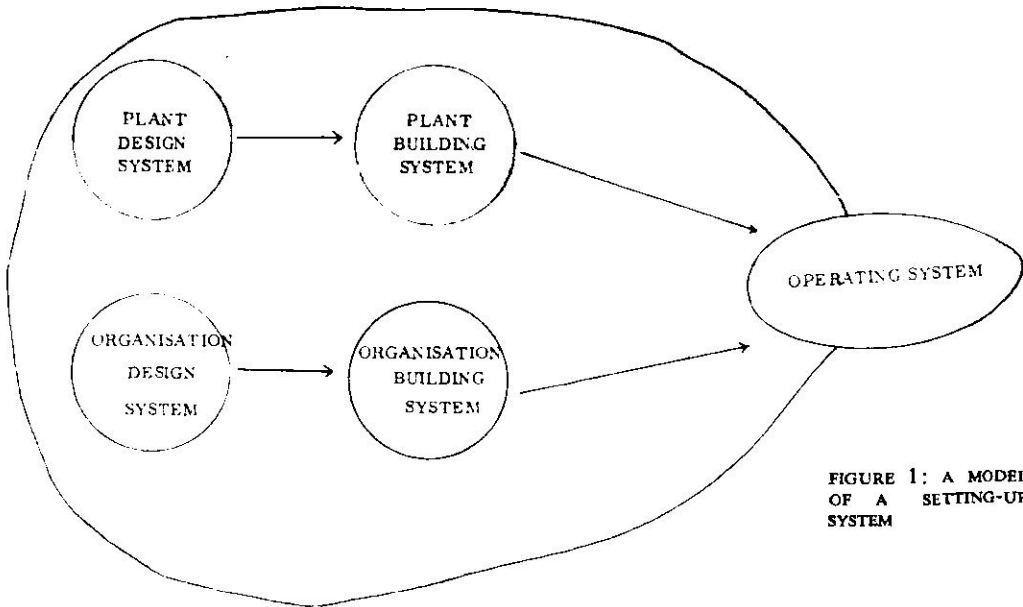 PLANT
DESIGN
SYSTEM
PLANT
BUILDING
SYSTEM
OPERATING SYSTEM
ORGANISATION
DESIGN
SYSTEM
ORGANISATION
BUILDING
SYSTEM
FIGURE 1: A MODEL
OF A SETTING-UP
SYSTEM